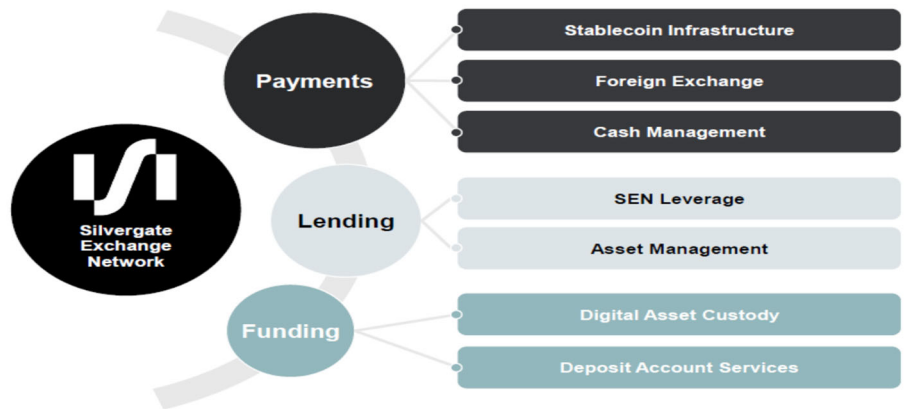 Silvergate
Exchange
Network
Payments
Stablecoin Infrastructure
Foreign Exchange
Cash Management
Lending
SEN Leverage
Asset Management
Funding
Digital Asset Custody
Deposit Account Services